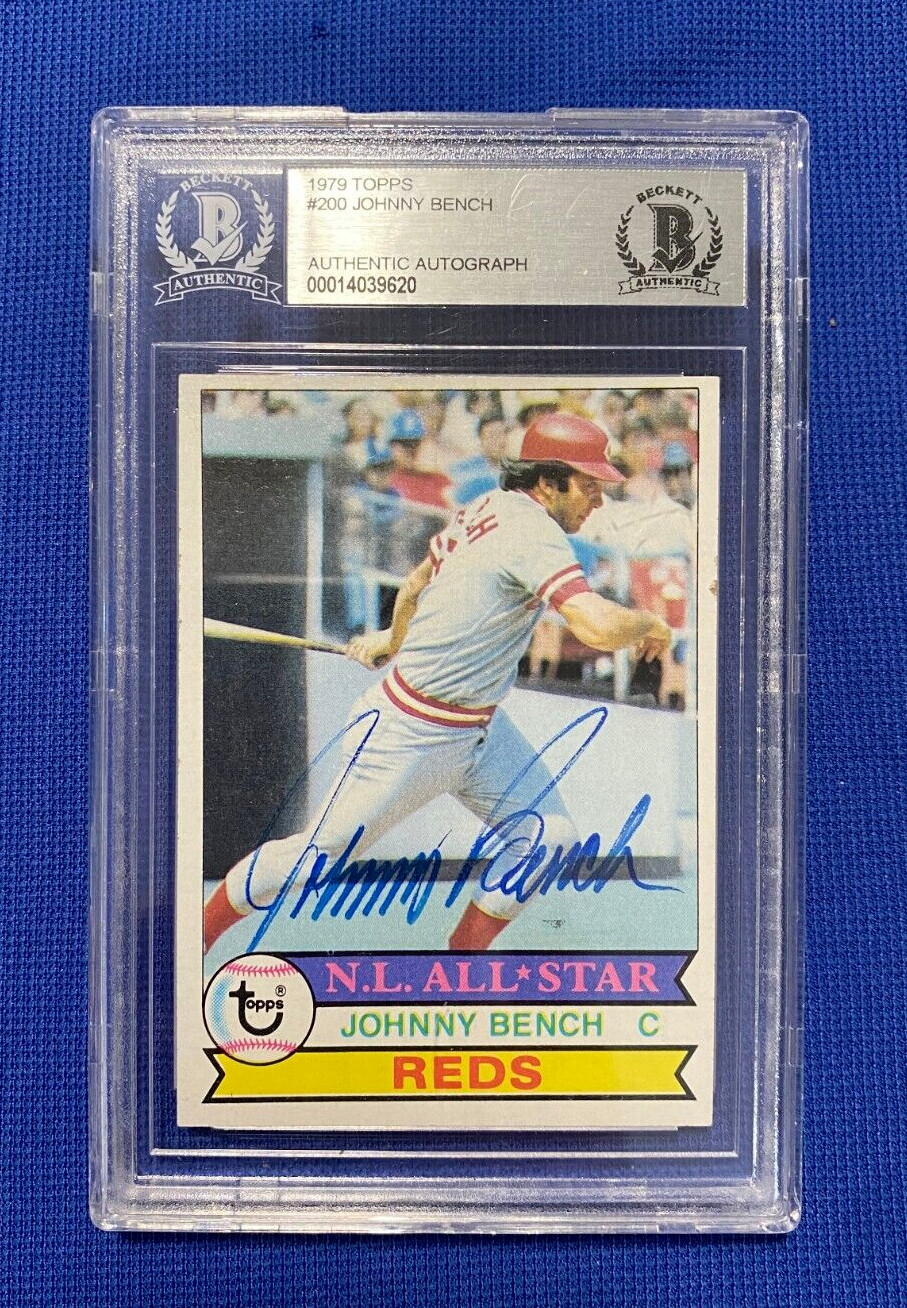 BECKETT
B
AUTHENTIC
1979 TOPPS
#200 JOHNNY BENCH
AUTHENTIC AUTOGRAPH
00014039620
BECKETT
B
AUTHENTIC
Johnny Bench
N.L. ALL★STAR
topps®
JOHNNY BENCH C
REDS